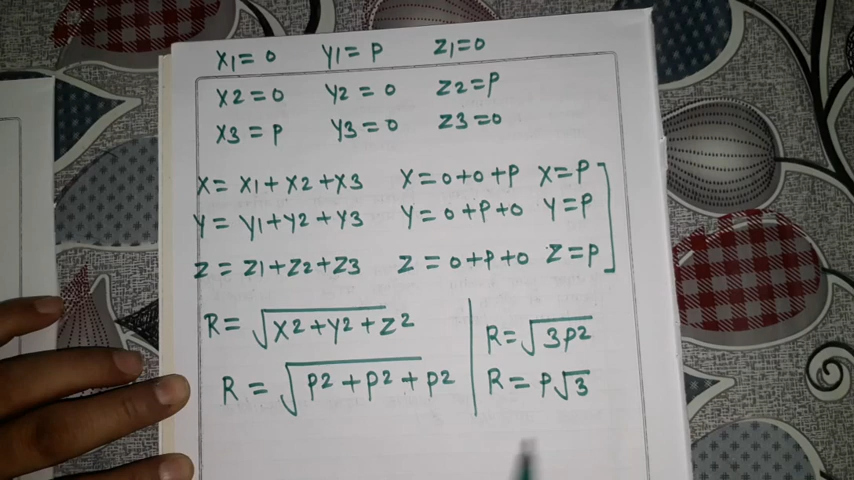 X1=0 Y1=P Z1=0
X2=0 Y2=0 Z2=P
X3=P Y3=0 Z3=0
X= X1+X2+X3 X=0+0+P X=P
Y= Y1+Y2+Y3 Y=0+P+0 Y=P
Z=Z1+Z2+Z3 Z=0+P+0 Z=P
R=√X2+Y2+Z2
R=√P2+P2+P2
R=√3P2
R=P√3